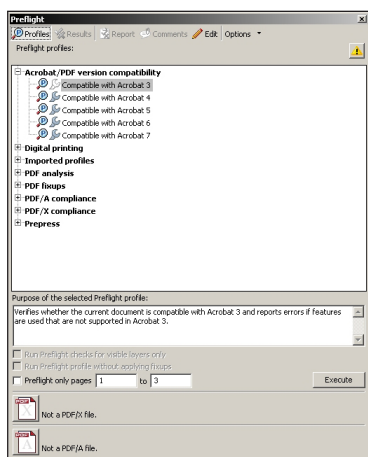 Preflight
Profiles Results Report Comments Edit Options
Preflight profiles:
Acrobat/PDF version compatibility
Compatible with Acrobat 3
Compatible with Acrobat 4
Compatible with Acrobat 5
Compatible with Acrobat 6
Compatible with Acrobat 7
Digital printing
Imported profiles
PDF analysis
PDF fixups
PDF/A compliance
PDF/X compliance
Prepress
Purpose of the selected Preflight profile:
Verifies whether the current document is compatible with Acrobat 3 and reports errors if features
are used that are not supported in Acrobat 3.
Run Preflight checks for visible layers only
Run Preflight profile without applying fixups
Preflight only pages 1 to 3 Execute
Not a PDF/X file.
Not a PDF/A file.